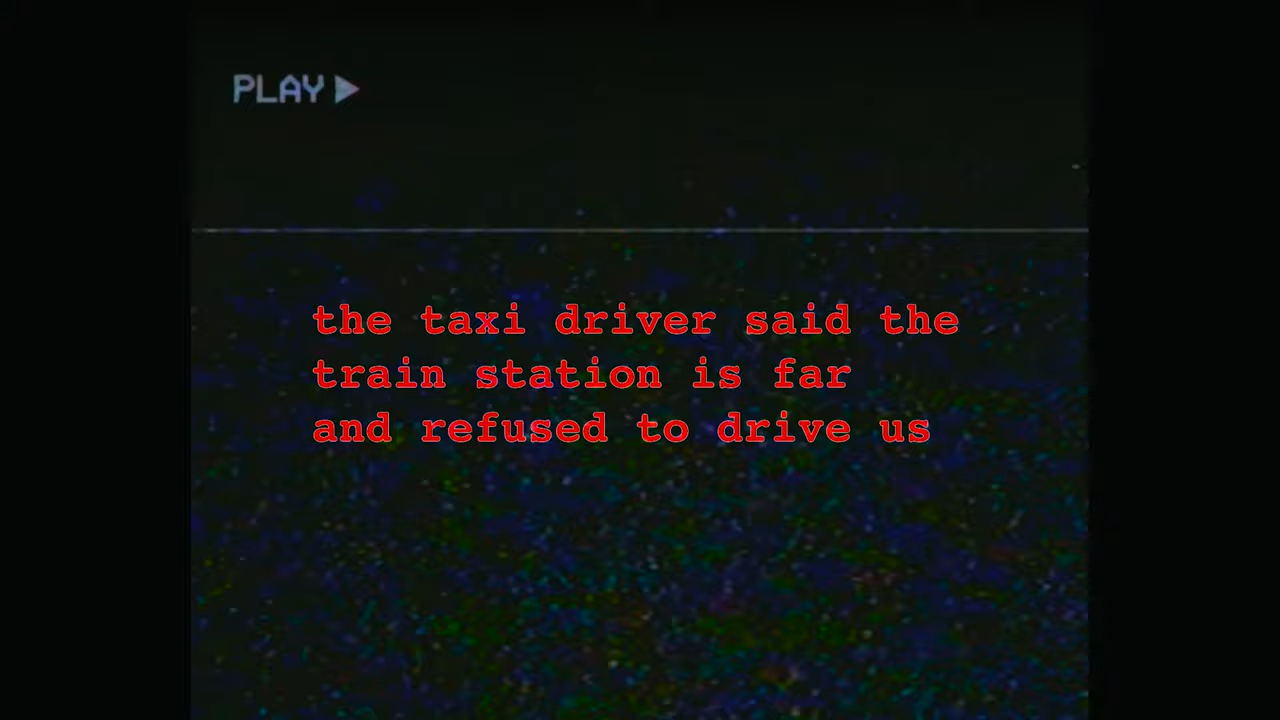 PLAY
the taxi driver said the
train station is far
and refused to drive us